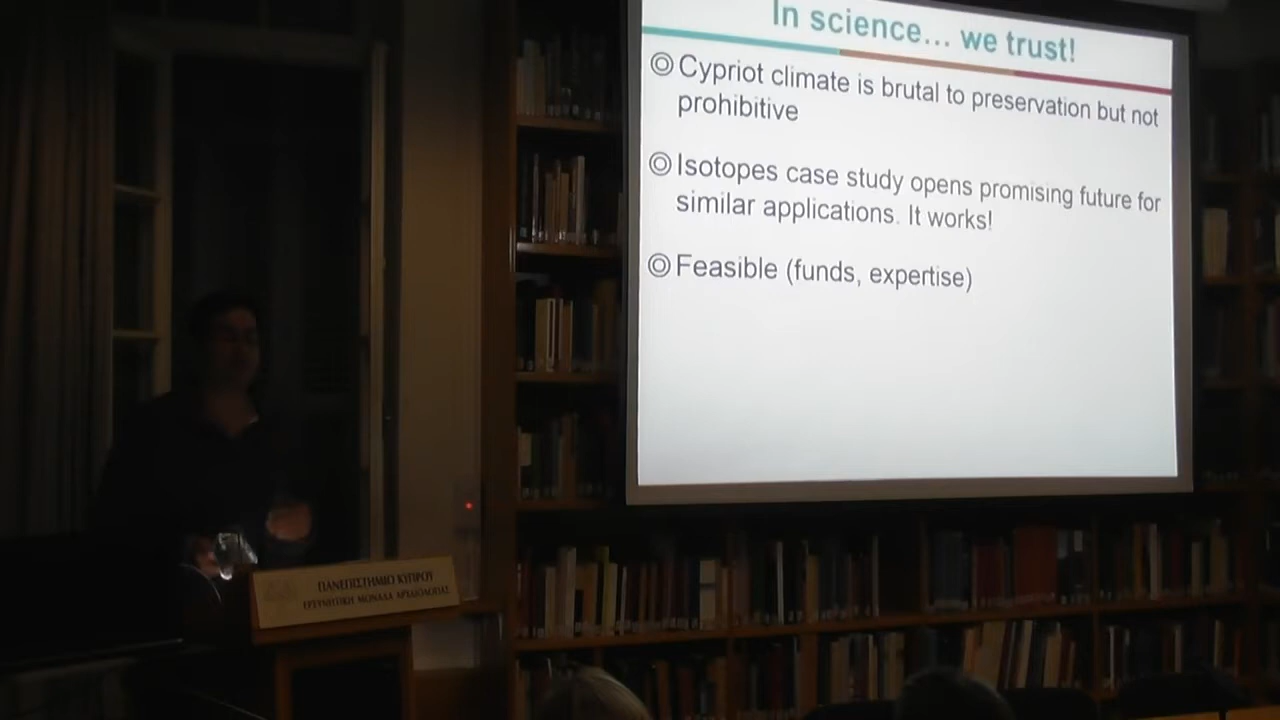 In science... we trust!
◎ Cypriot climate is brutal to preservation but not
prohibitive
◎ Isotopes case study opens promising future for
similar applications. It works!
◎ Feasible (funds, expertise)
ΠΑΝΕΠΙΣΤΗΜΙΟ ΚΥΠΡΟΥ
ΕΡΕΥΝΗΤΙΚΗ ΜΟΝΑΔΑ ΑΡΧΑΙΟΛΟΓΙΑΣ